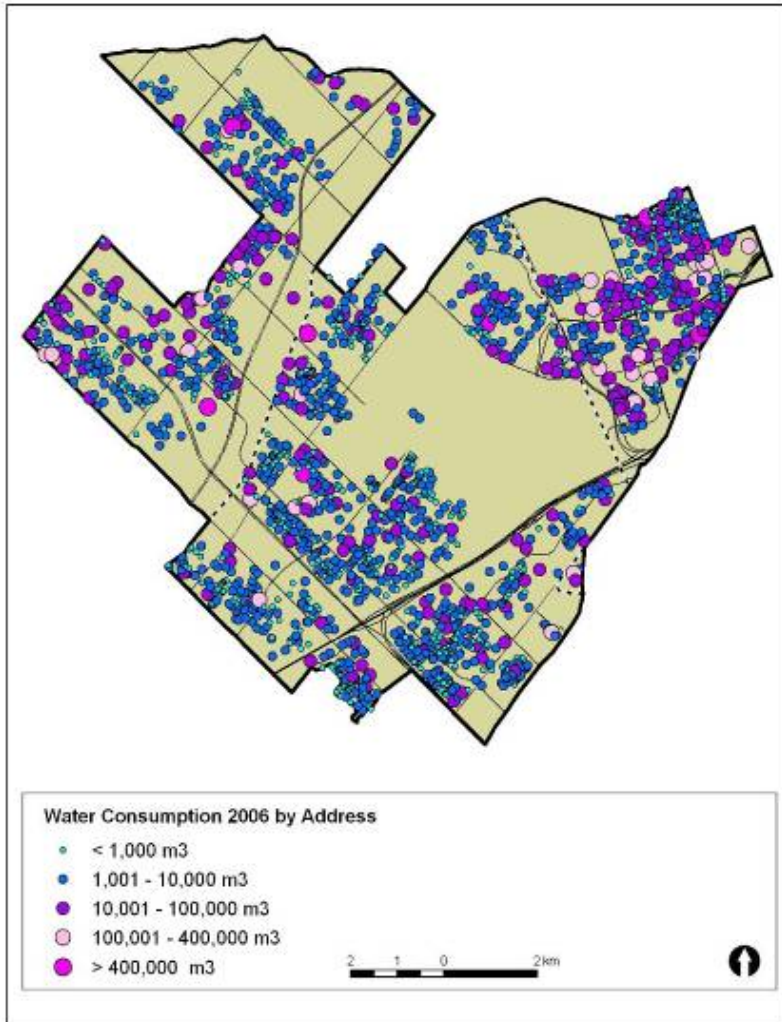 Water Consumption 2006 by Address
< 1,000 m3
1,001 - 10,000 m3
10,001 - 100,000 m3
100,001 - 400,000 m3
> 400,000 m3
2 1 0 2 km